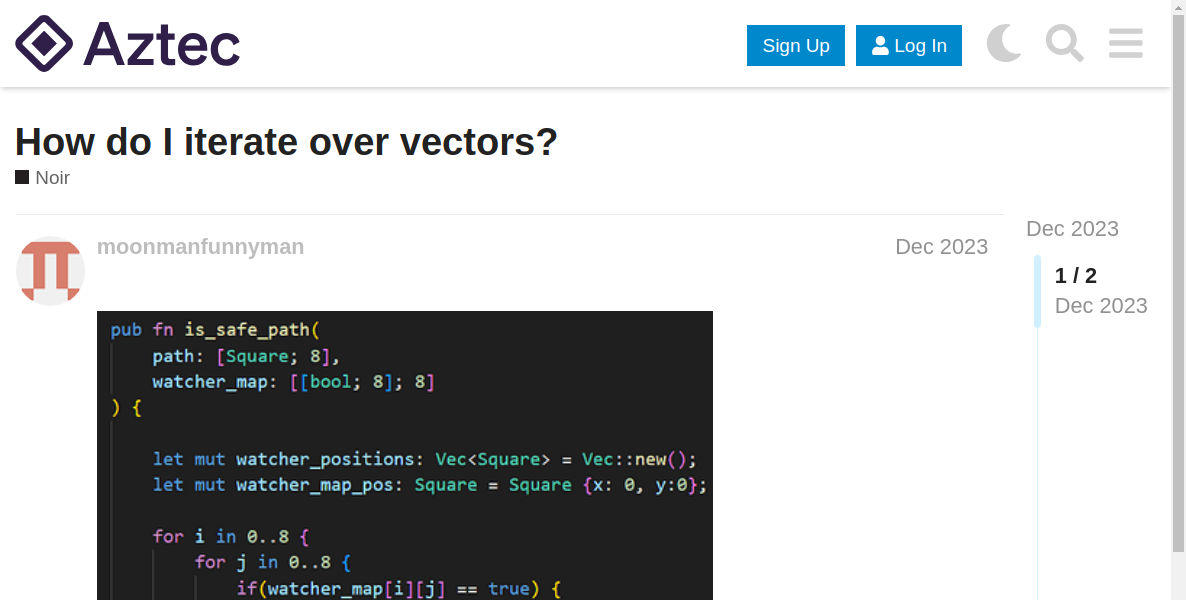 Aztec
Sign Up
Log In
How do I iterate over vectors?
Noir
moonmanfunnyman
Dec 2023
Dec 2023
1 / 2
Dec 2023
pub fn is_safe_path(
    path: [Square; 8],
    watcher_map: [[bool; 8]; 8]
) {
    let mut watcher_positions: Vec<Square> = Vec::new();
    let mut watcher_map_pos: Square = Square {x: 0, y:0};
    for i in 0..8 {
        for j in 0..8 {
            if(watcher_map[i][j] == true) {